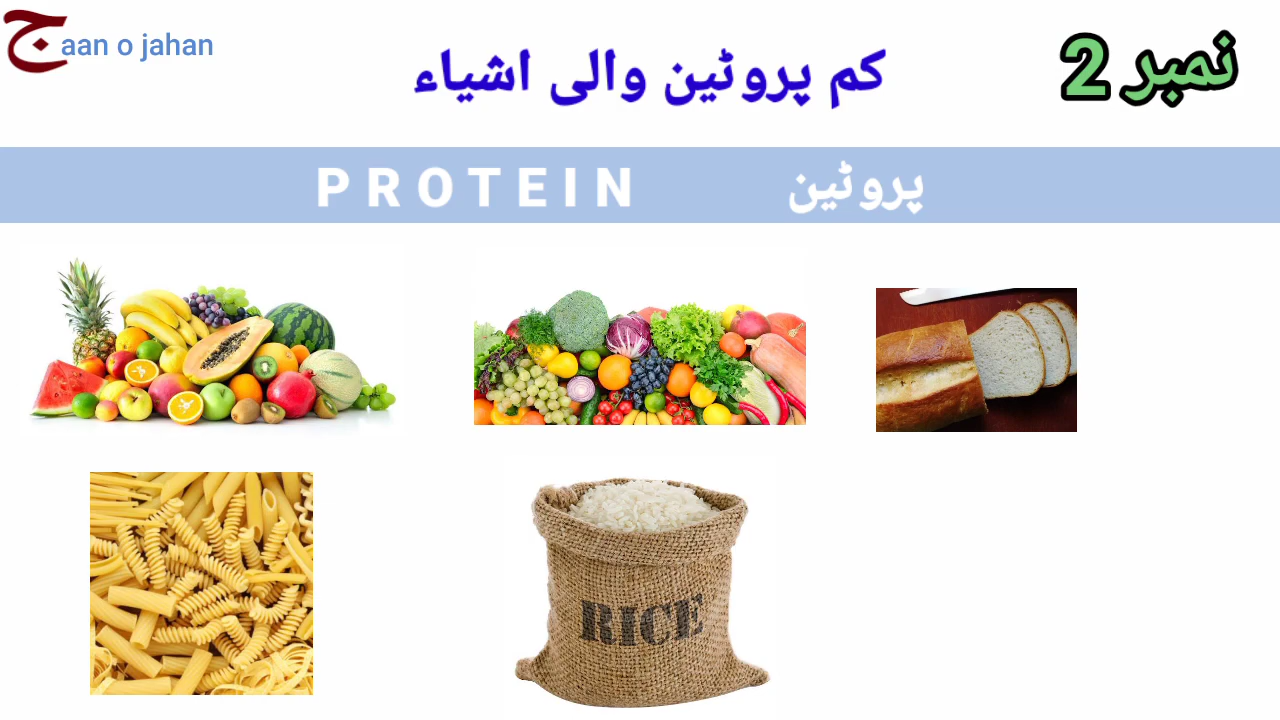 ج aan o jahan
کم پروٹین والی اشیاء
نمبر 2
PROTEIN پروٹین
RICE